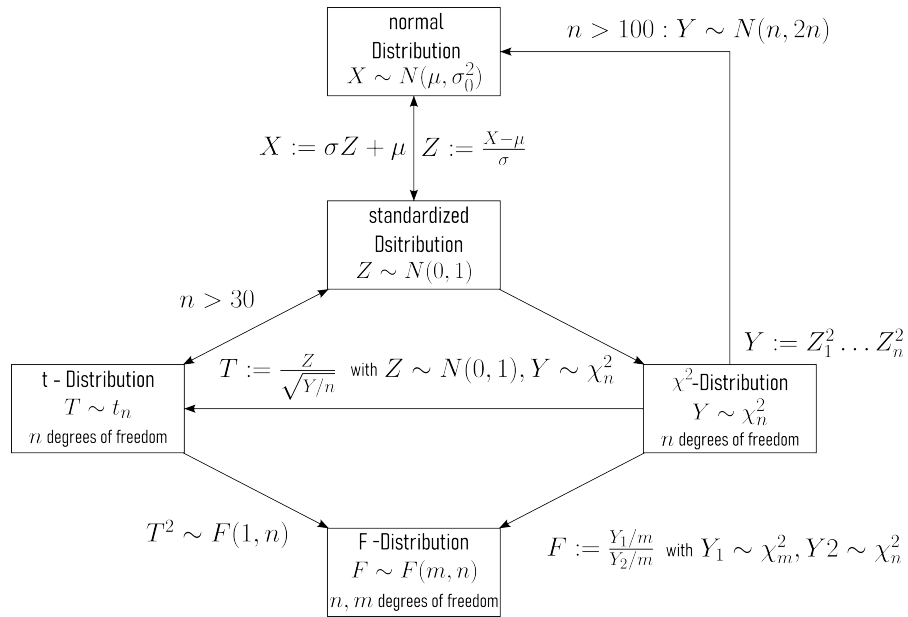 normal
Distribution
X ∼ N(μ, σ₀²)
n > 100 : Y ∼ N(n, 2n)
X := σZ + μ
Z := (X−μ)/σ
standardized
Dsitribution
Z ∼ N(0, 1)
n > 30
Y := Z₁² … Zₙ²
T := Z/√(Y/n) with Z ∼ N(0, 1), Y ∼ χₙ²
t - Distribution
T ∼ tₙ
n degrees of freedom
χ²-Distribution
Y ∼ χₙ²
n degrees of freedom
T² ∼ F(1, n)
F := (Y₁/m)/(Y₂/m) with Y₁ ∼ χₘ², Y2 ∼ χₙ²
F -Distribution
F ∼ F(m, n)
n, m degrees of freedom